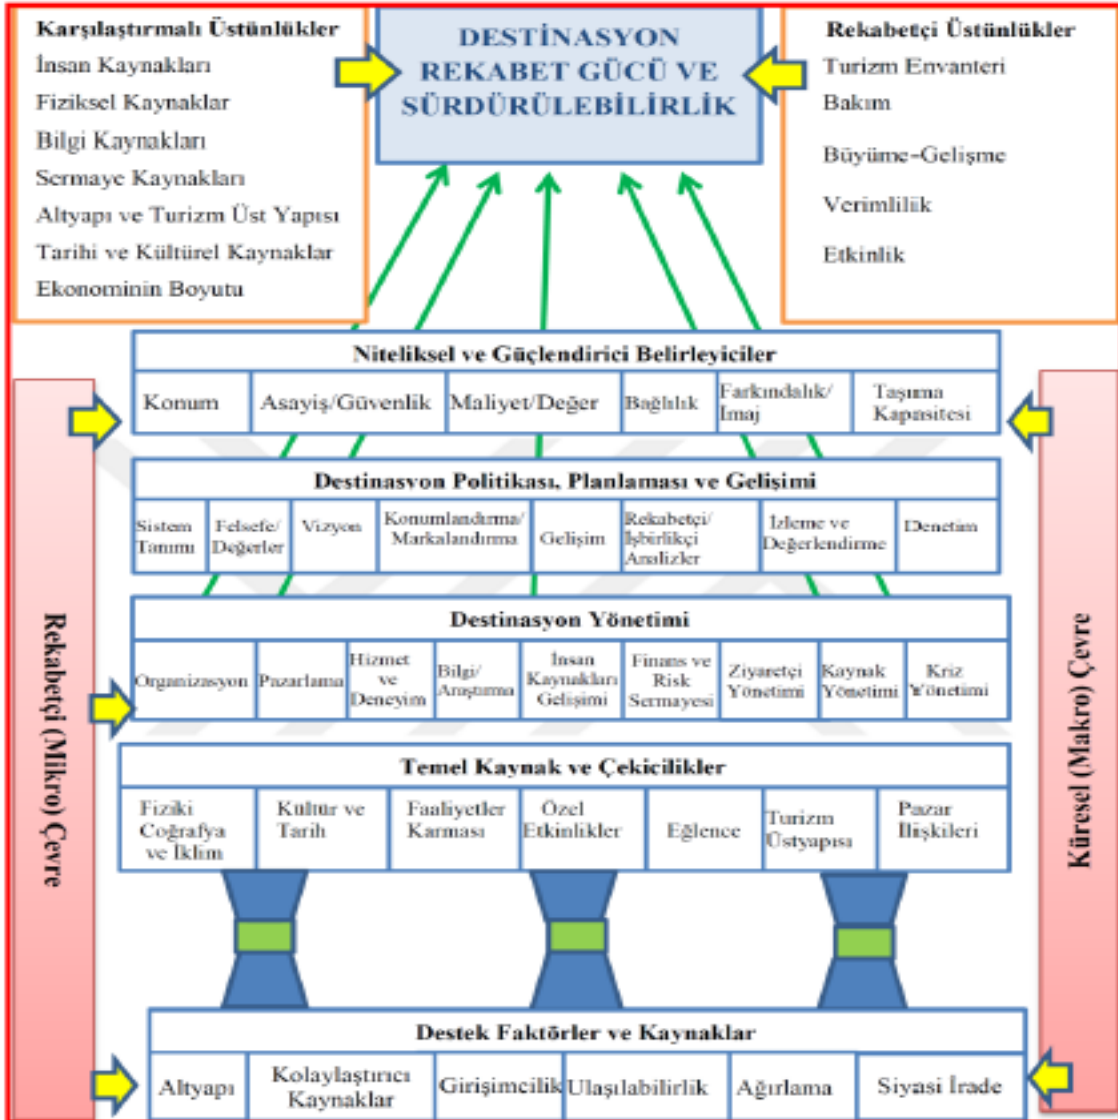 Karşılaştırmalı Üstünlükler
İnsan Kaynakları
Fiziksel Kaynaklar
Bilgi Kaynakları
Sermaye Kaynakları
Altyapı ve Turizm Üst Yapısı
Tarihi ve Kültürel Kaynaklar
Ekonominin Boyutu
DESTİNASYON
REKABET GÜCÜ VE
SÜRDÜRÜLEBİLİRLİK
Rekabetçi Üstünlükler
Turizm Envanteri
Bakım
Büyüme-Gelişme
Verimlilik
Etkinlik
Niteliksel ve Güçlendirici Belirleyiciler
Konum
Asayiş/Güvenlik
Maliyet/Değer
Bağlılık
Farkındalık/
İmaj
Taşıma
Kapasitesi
Destinasyon Politikası, Planlaması ve Gelişimi
Sistem
Tanımı
Felsefe/
Değerler
Vizyon
Konumlandırma/
Markalandırma
Gelişim
Rekabetçi/
İşbirlikçi
Analizler
İzleme ve
Değerlendirme
Denetim
Destinasyon Yönetimi
Organizasyon
Pazarlama
Hizmet
ve
Deneyim
Bilgi/
Araştırma
İnsan
Kaynakları
Gelişimi
Finans ve
Risk
Sermayesi
Ziyaretçi
Yönetimi
Kaynak
Yönetimi
Kriz
Yönetimi
Temel Kaynak ve Çekicilikler
Fiziki
Coğrafya
ve İklim
Kültür ve
Tarih
Faaliyetler
Karması
Özel
Etkinlikler
Eğlence
Turizm
Üstyapısı
Pazar
İlişkileri
Destek Faktörler ve Kaynaklar
Altyapı
Kolaylaştırıcı
Kaynaklar
Girişimcilik
Ulaşılabilirlik
Ağırlama
Siyasi İrade
Rekabetçi (Mikro) Çevre
Küresel (Makro) Çevre